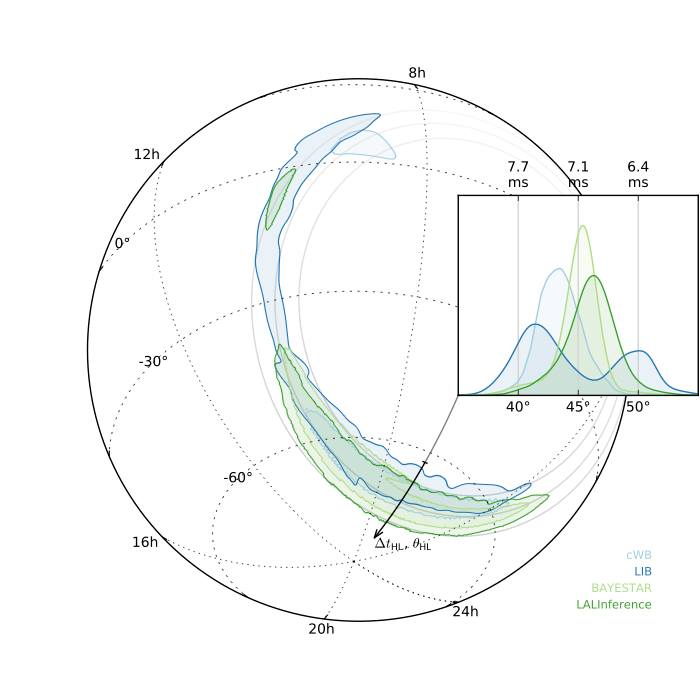 8h
12h
7.7 ms
7.1 ms
6.4 ms
0°
-30°
40°
45°
50°
-60°
16h
Δt_HL, θ_HL
cWB
LIB
BAYESTAR
LALInference
24h
20h